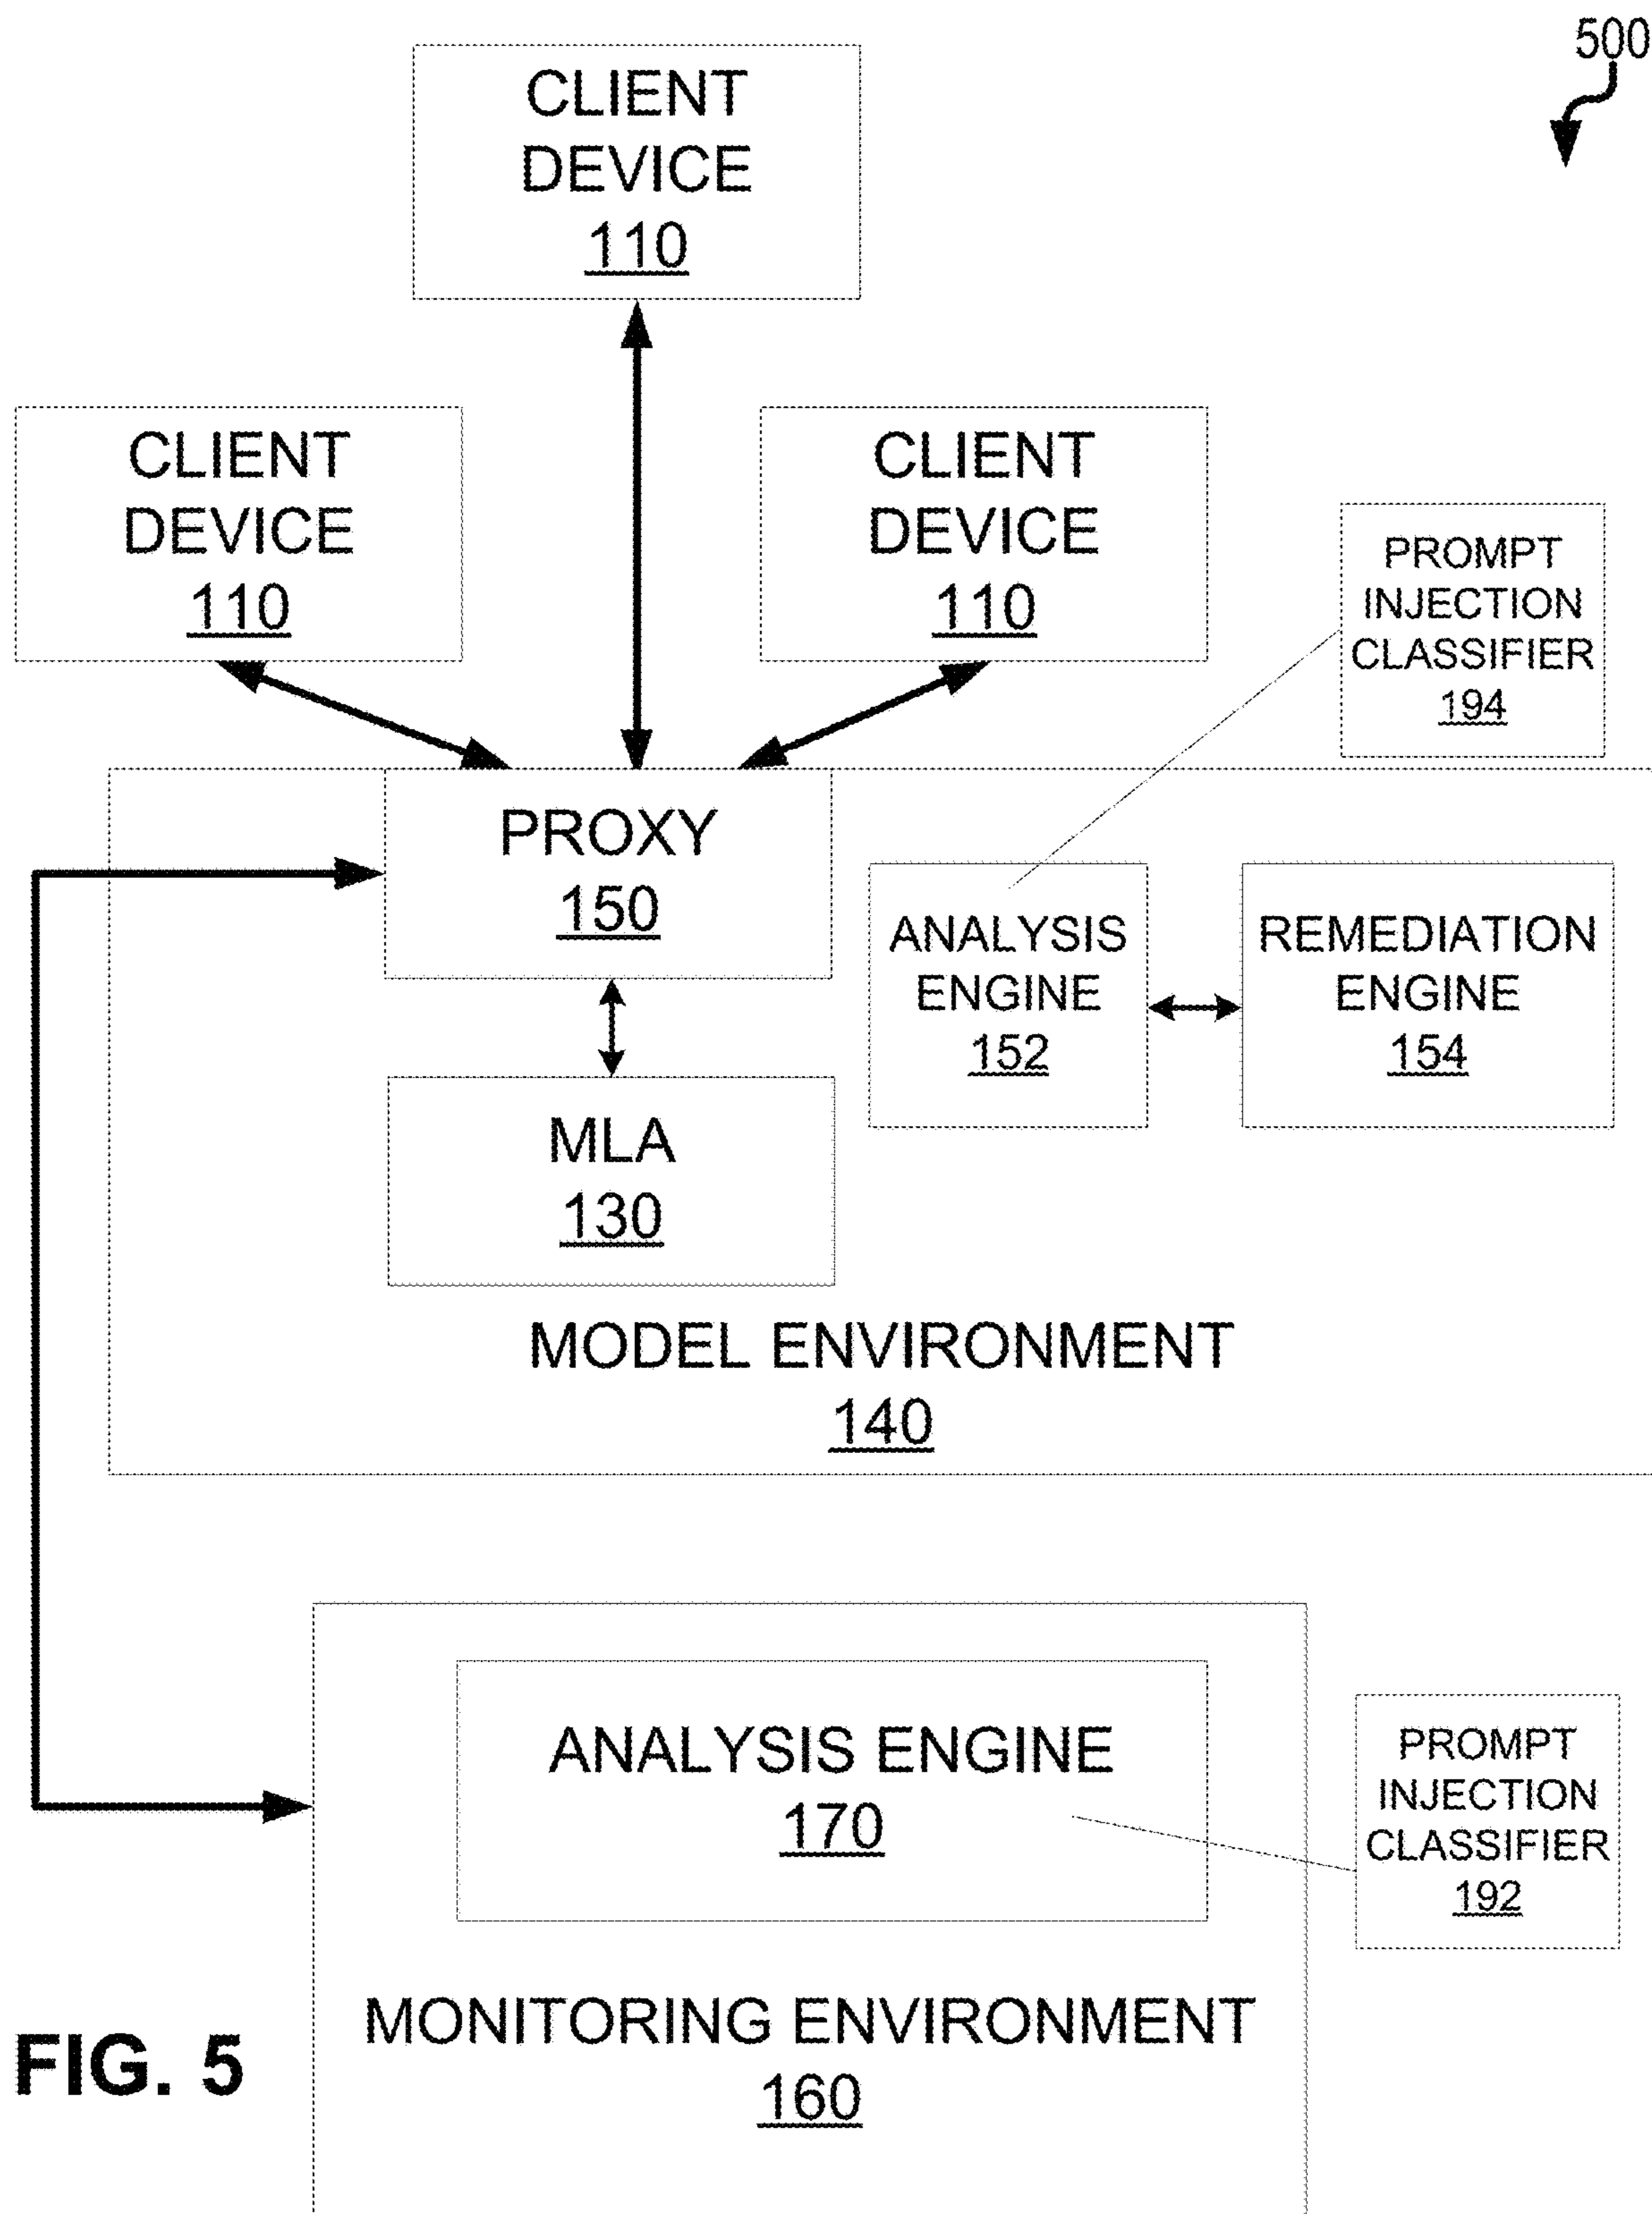 500
CLIENT
DEVICE
110
CLIENT
DEVICE
110
CLIENT
DEVICE
110
PROMPT
INJECTION
CLASSIFIER
194
PROXY
150
ANALYSIS
ENGINE
152
REMEDIATION
ENGINE
154
MLA
130
MODEL ENVIRONMENT
140
ANALYSIS ENGINE
170
PROMPT
INJECTION
CLASSIFIER
192
MONITORING ENVIRONMENT
160
FIG. 5